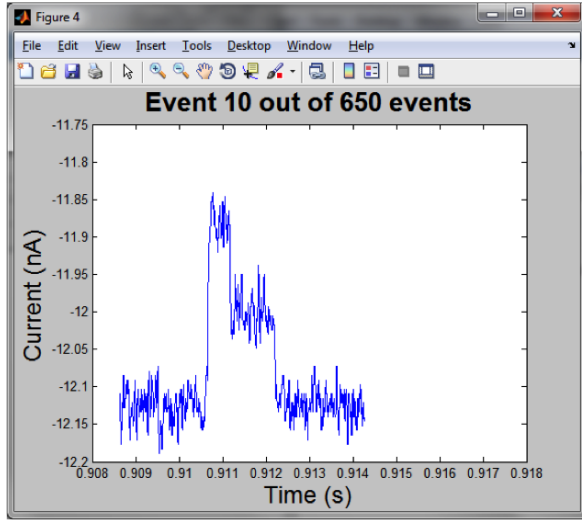 Figure 4
File Edit View Insert Tools Desktop Window Help
Event 10 out of 650 events
-11.75
-11.8
-11.85
-11.9
-11.95
-12
-12.05
-12.1
-12.15
-12.2
Current (nA)
0.908 0.909 0.91 0.911 0.912 0.913 0.914 0.915 0.916 0.917 0.918
Time (s)